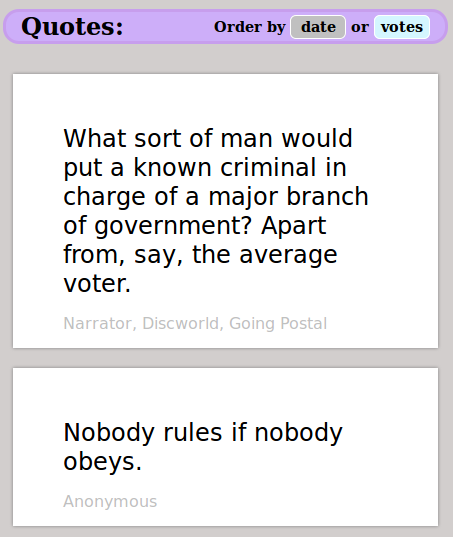 Quotes: Order by date or votes
What sort of man would
put a known criminal in
charge of a major branch
of government? Apart
from, say, the average
voter.
Narrator, Discworld, Going Postal
Nobody rules if nobody
obeys.
Anonymous